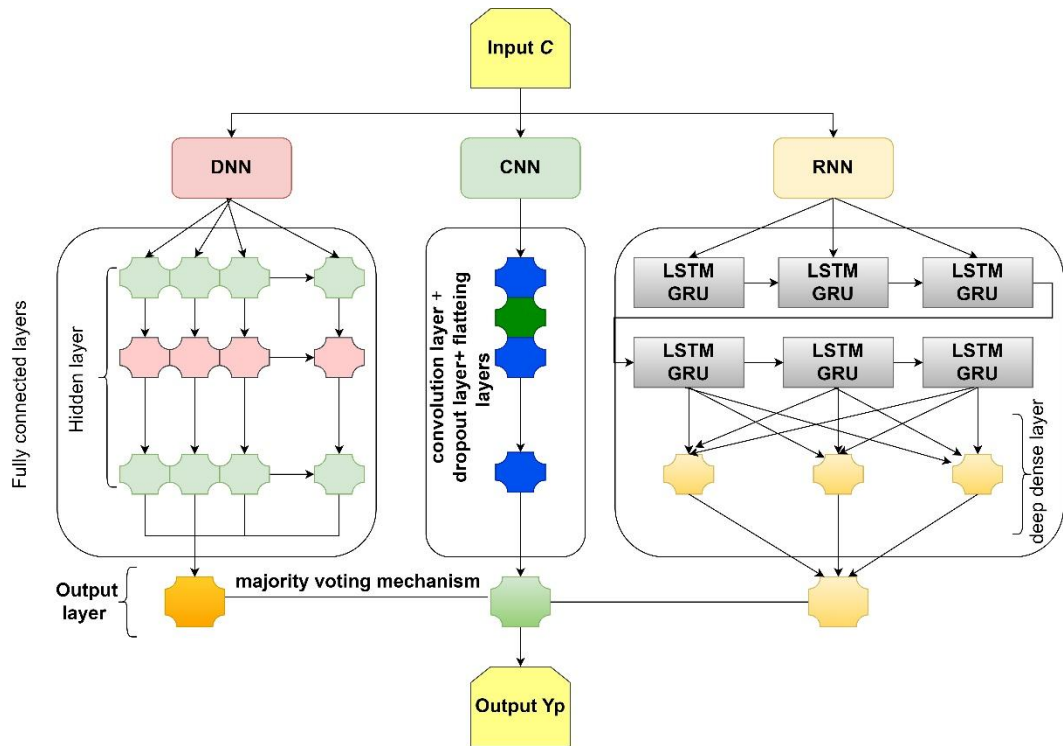 Input C
DNN
CNN
RNN
Fully connected layers
Hidden layer
convolution layer +
dropout layer+ flatteing
layers
LSTM
GRU
LSTM
GRU
LSTM
GRU
LSTM
GRU
LSTM
GRU
LSTM
GRU
deep dense layer
Output
layer
majority voting mechanism
Output Yp